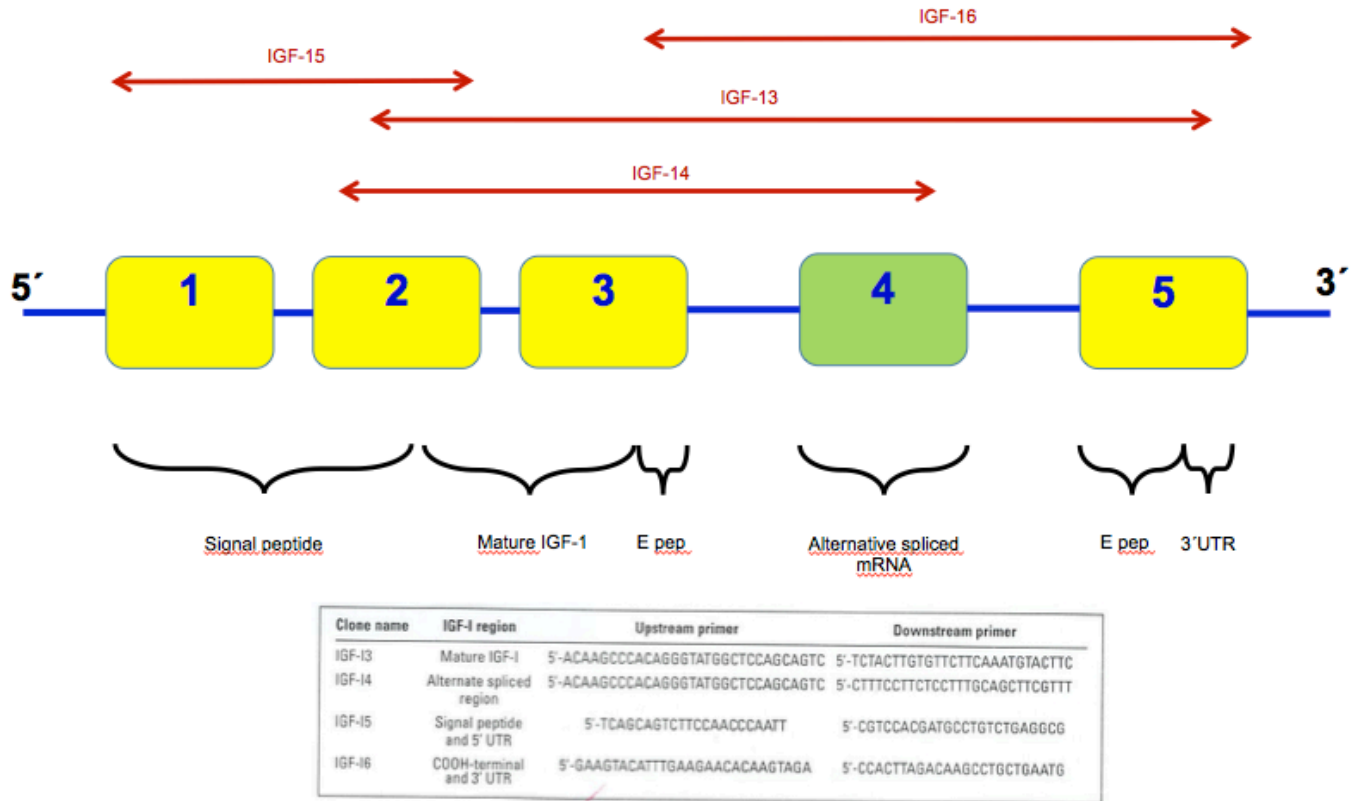 IGF-16
IGF-15
IGF-13
IGF-14
5´ 1 2 3 4 5 3´
Signal peptide Mature IGF-1 E pep Alternative spliced E pep 3´UTR
mRNA
Clone name IGF-I region Upstream primer Downstream primer
IGF-I3 Mature IGF-I 5'-ACAAGCCCACAGGGTATGGCTCCAGCAGTC 5'-TCTACTTGTGTTCTTCAAATGTACTTC
IGF-I4 Alternate spliced 5'-ACAAGCCCACAGGGTATGGCTCCAGCAGTC 5'-CTTTCCTTCTCCTTTGCAGCTTCGTTT
region
IGF-I5 Signal peptide 5'-TCAGCAGTCTTCCAACCCAATT 5'-CGTCCACGATGCCTGTCTGAGGCG
and 5' UTR
IGF-I6 COOH-terminal 5'-GAAGTACATTTGAAGAACACAAGTAGA 5'-CCACTTAGACAAGCCTGCTGAATG
and 3' UTR